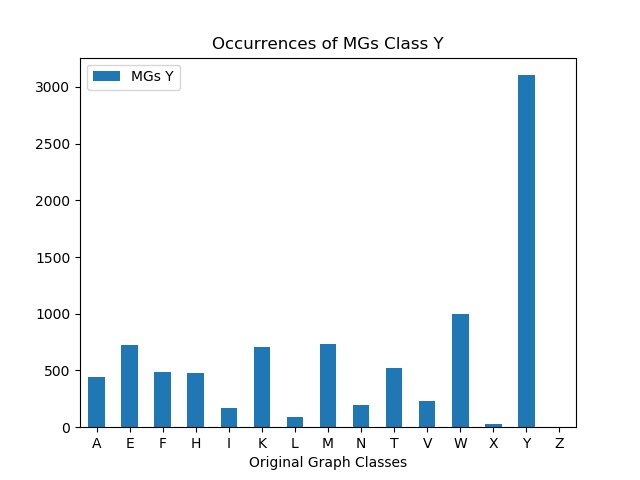 Occurrences of MGs Class Y
MGs Y
3000
2500
2000
1500
1000
500
0
A E F H I K L M N T V W X Y Z
Original Graph Classes